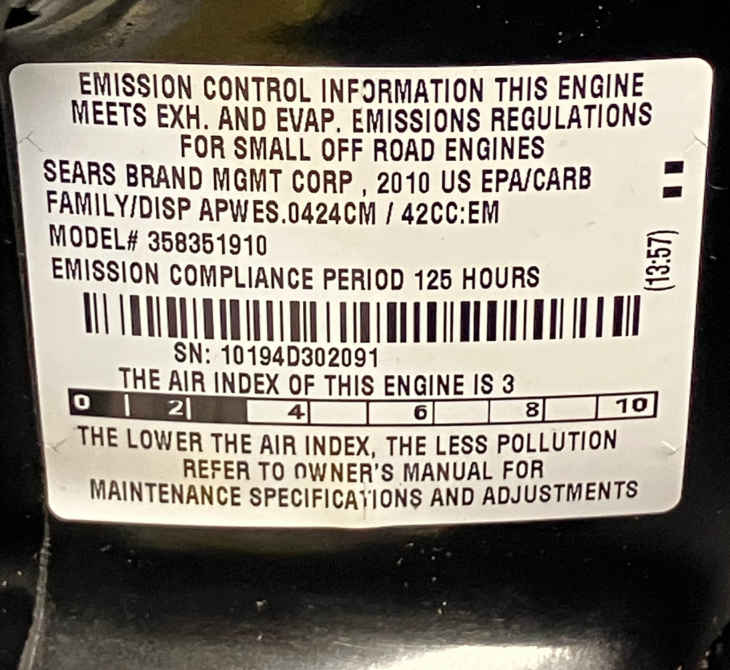 EMISSION CONTROL INFORMATION THIS ENGINE
MEETS EXH. AND EVAP. EMISSIONS REGULATIONS
FOR SMALL OFF ROAD ENGINES
SEARS BRAND MGMT CORP , 2010 US EPA/CARB
FAMILY/DISP APWES.0424CM / 42CC:EM
MODEL# 358351910
EMISSION COMPLIANCE PERIOD 125 HOURS
(13:57)
SN: 10194D302091
THE AIR INDEX OF THIS ENGINE IS 3
0 2 4 6 8 10
THE LOWER THE AIR INDEX, THE LESS POLLUTION
REFER TO OWNER'S MANUAL FOR
MAINTENANCE SPECIFICATIONS AND ADJUSTMENTS